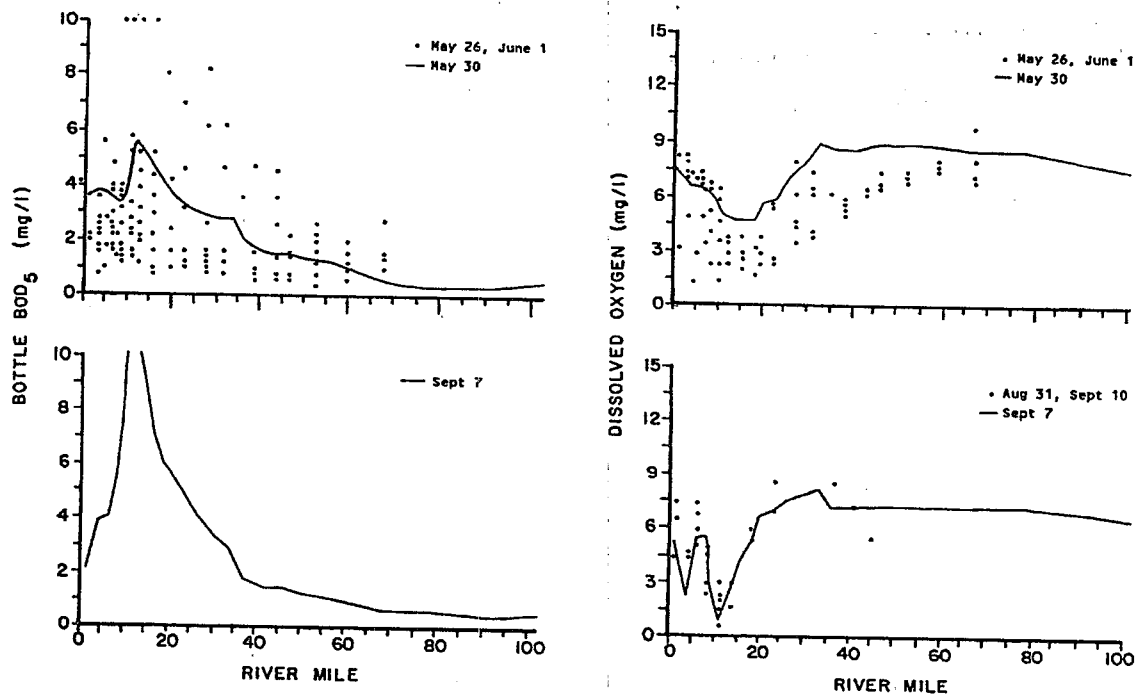 BOTTLE BOD5 (mg/l)
10
8
6
4
2
0
• May 26, June 1
— May 30
10
8
6
4
2
0
— Sept 7
0 20 40 60 80 100
RIVER MILE
DISSOLVED OXYGEN (mg/l)
15
12
9
6
3
0
• May 26, June 1
— May 30
15
12
9
6
3
0
• Aug 31, Sept 10
— Sept 7
0 20 40 60 80 100
RIVER MILE